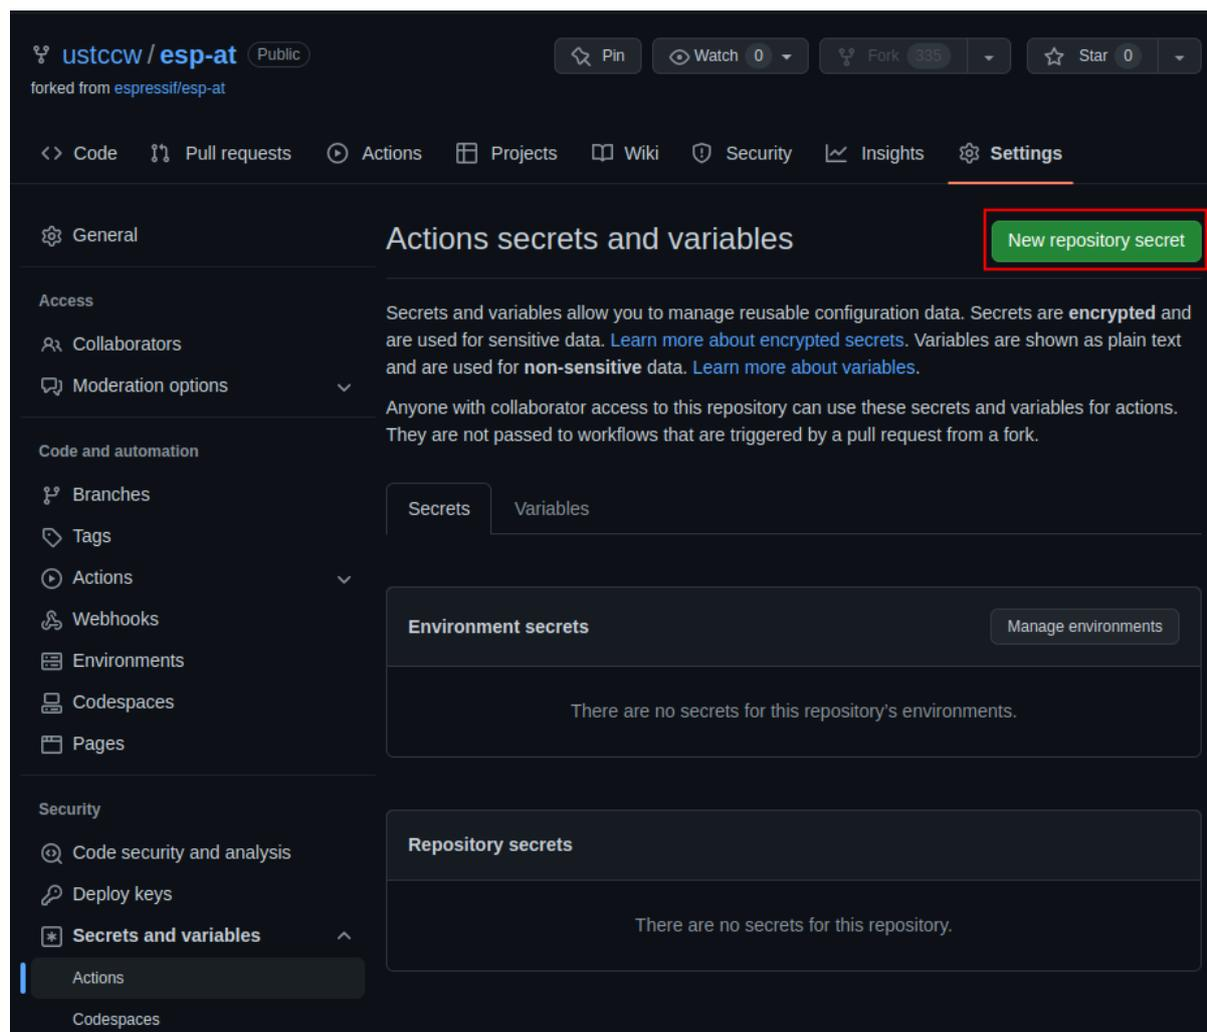 ustccw / esp-at Public
Pin
Watch 0
Fork 335
Star 0
forked from espressif/esp-at
Code
Pull requests
Actions
Projects
Wiki
Security
Insights
Settings
General
Access
Collaborators
Moderation options
Code and automation
Branches
Tags
Actions
Webhooks
Environments
Codespaces
Pages
Security
Code security and analysis
Deploy keys
Secrets and variables
Actions
Codespaces
Actions secrets and variables
New repository secret
Secrets and variables allow you to manage reusable configuration data. Secrets are encrypted and
are used for sensitive data. Learn more about encrypted secrets. Variables are shown as plain text
and are used for non-sensitive data. Learn more about variables.
Anyone with collaborator access to this repository can use these secrets and variables for actions.
They are not passed to workflows that are triggered by a pull request from a fork.
Secrets
Variables
Environment secrets
Manage environments
There are no secrets for this repository's environments.
Repository secrets
There are no secrets for this repository.